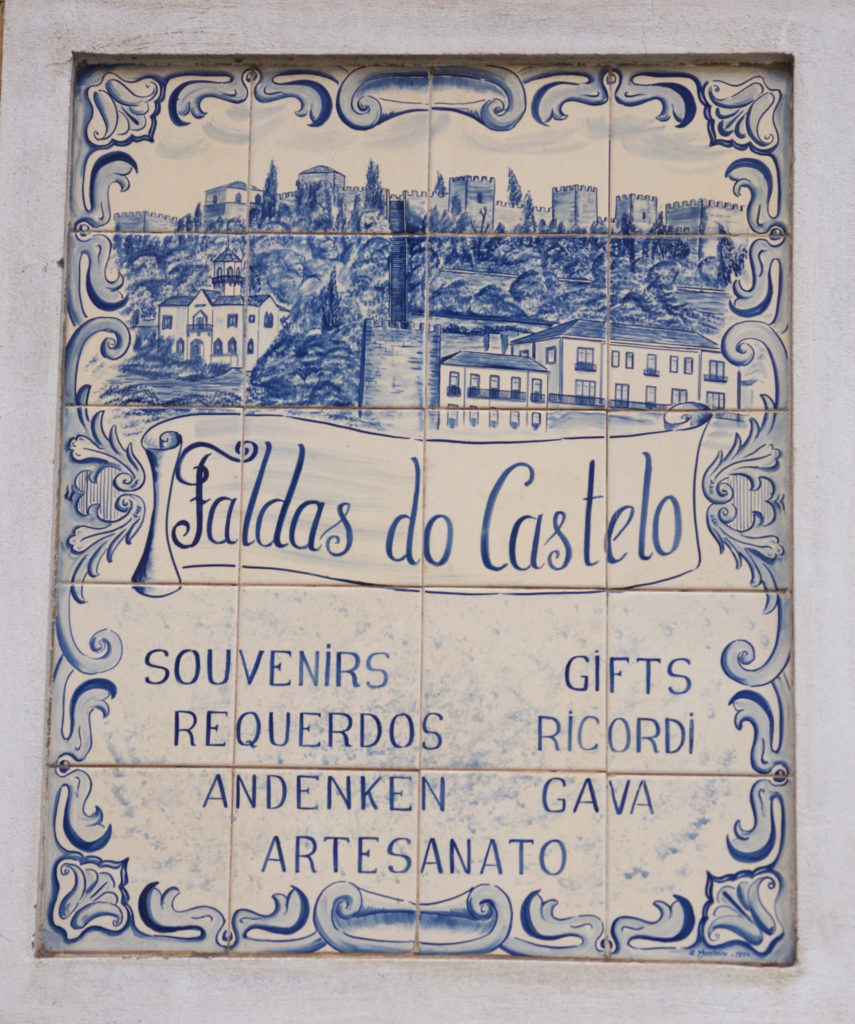 Faldas do Castelo
SOUVENIRS GIFTS
REQUERDOS RICORDI
ANDENKEN GAVA
ARTESANATO